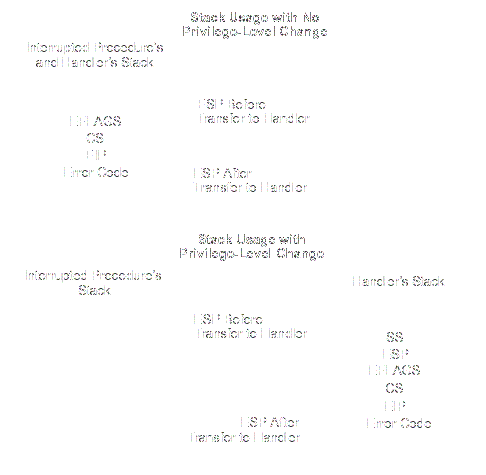 Stack Usage with No
Privilege-Level Change
Interrupted Procedure's
and Handler's Stack
ESP Before
Transfer to Handler
EFLAGS
CS
EIP
Error Code
ESP After
Transfer to Handler
Stack Usage with
Privilege-Level Change
Interrupted Procedure's
Stack
Handler's Stack
ESP Before
Transfer to Handler
SS
ESP
EFLAGS
CS
EIP
ESP After
Transfer to Handler
Error Code